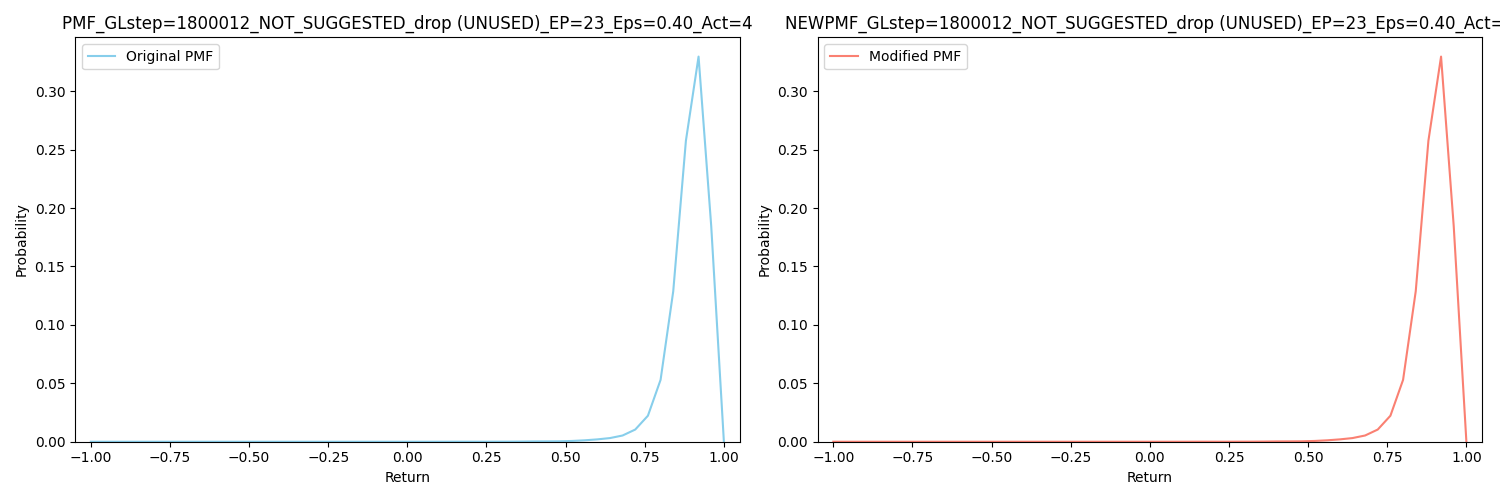 PMF_GLstep=1800012_NOT_SUGGESTED_drop (UNUSED)_EP=23_Eps=0.40_Act=4
Original PMF
Probability
0.30
0.25
0.20
0.15
0.10
0.05
0.00
−1.00 −0.75 −0.50 −0.25 0.00 0.25 0.50 0.75 1.00
Return
NEWPMF_GLstep=1800012_NOT_SUGGESTED_drop (UNUSED)_EP=23_Eps=0.40_Act=
Modified PMF
Probability
0.30
0.25
0.20
0.15
0.10
0.05
0.00
−1.00 −0.75 −0.50 −0.25 0.00 0.25 0.50 0.75 1.00
Return